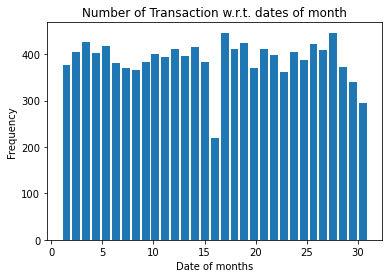 Number of Transaction w.r.t. dates of month
Frequency
400
300
200
100
0
0 5 10 15 20 25 30
Date of months